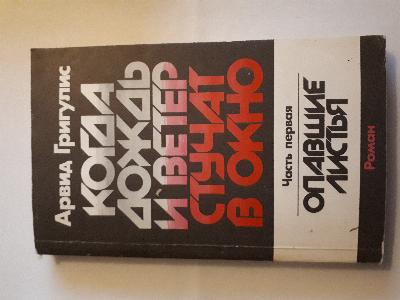 Арвид Григулис
КОГДА
ДОЖДЬ
И ВЕТЕР
СТУЧАТ
В ОКНО
Часть первая
ОПАВШИЕ
ЛИСТЬЯ
Роман